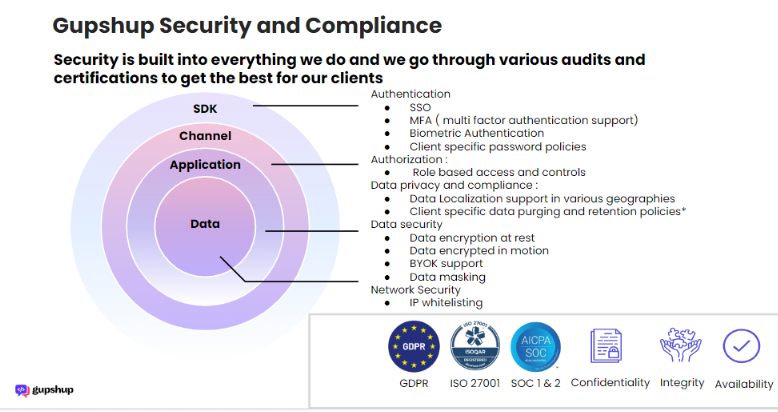 Gupshup Security and Compliance
Security is built into everything we do and we go through various audits and
certifications to get the best for our clients
SDK
Channel
Application
Data
Authentication
● SSO
● MFA ( multi factor authentication support)
● Biometric Authentication
● Client specific password policies
Authorization :
● Role based access and controls
Data privacy and compliance :
● Data Localization support in various geographies
● Client specific data purging and retention policies*
Data security
● Data encryption at rest
● Data encrypted in motion
● BYOK support
● Data masking
Network Security
● IP whitelisting
GDPR
ISO 27001
ISOQAR
REGISTERED
AICPA
SOC
GDPR
ISO 27001
SOC 1 & 2
Confidentiality
Integrity
Availability
gupshup